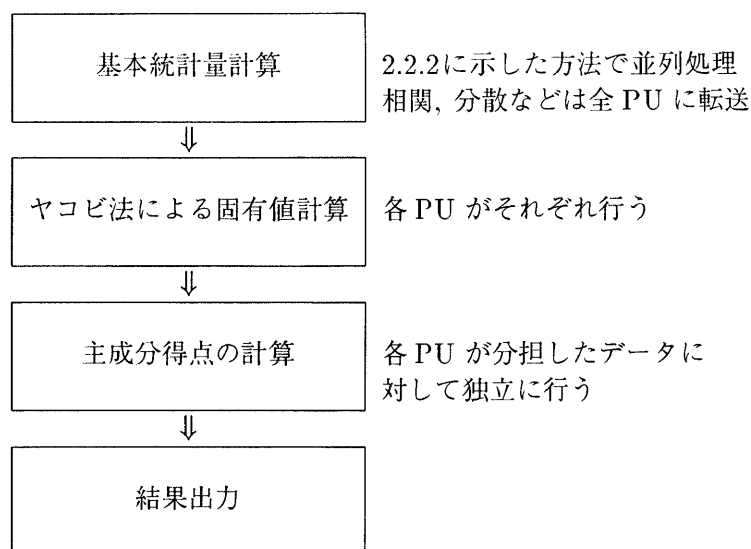 基本統計量計算
2.2.2に示した方法で並列処理
相関, 分散などは全 PU に転送
⇓
ヤコビ法による固有値計算
各 PU がそれぞれ行う
⇓
主成分得点の計算
各 PU が分担したデータに
対して独立に行う
⇓
結果出力